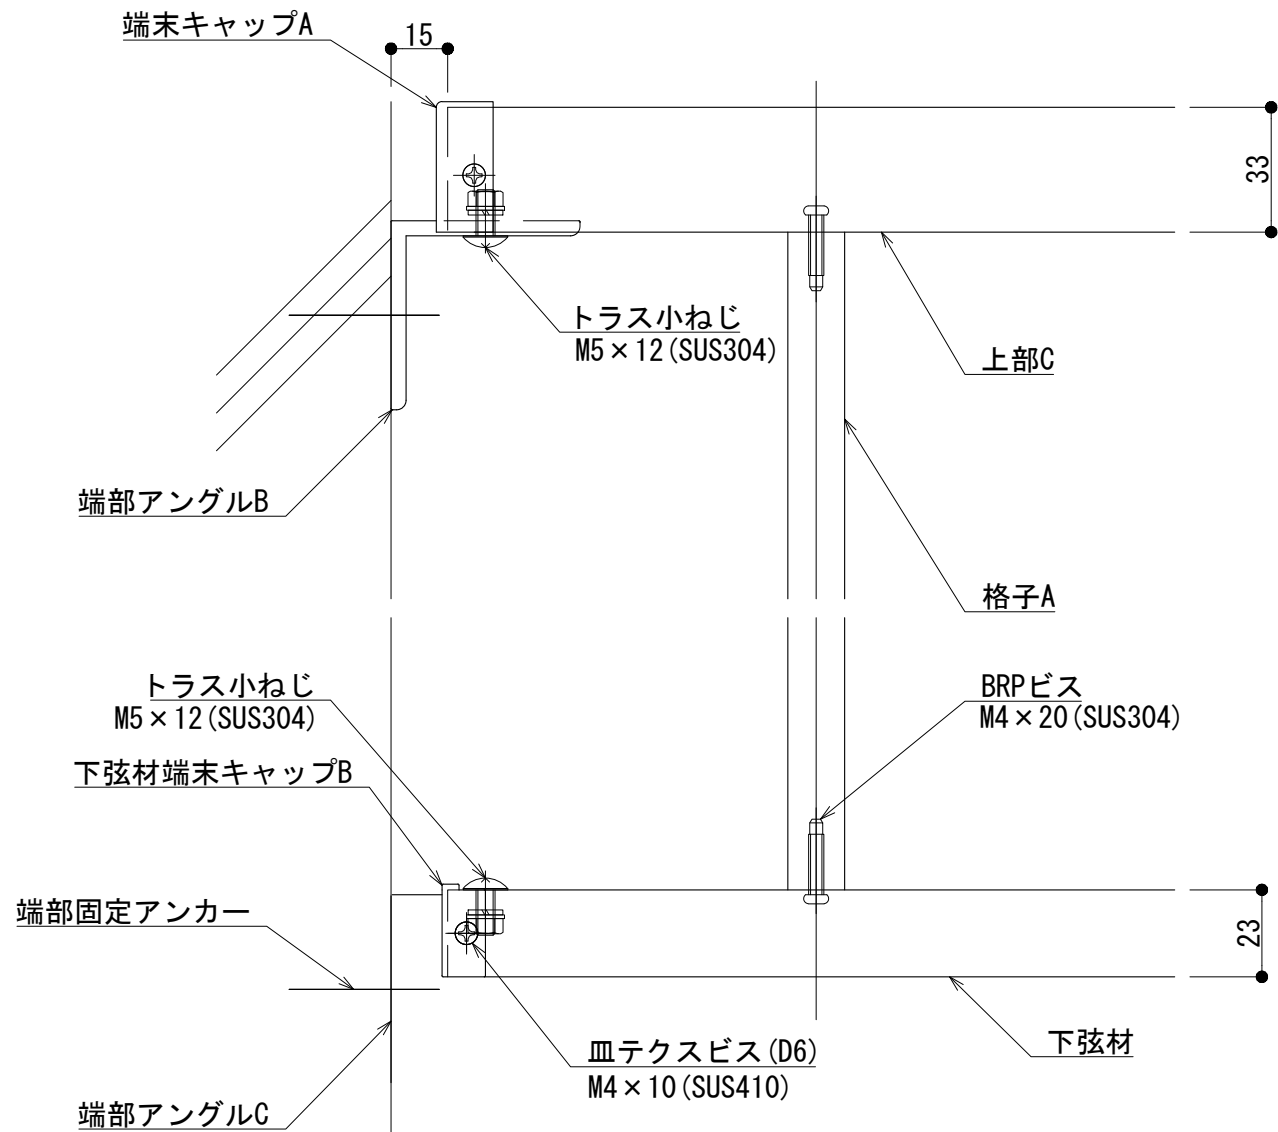 端末キャップA
15
33
トラス小ねじ
M5×12(SUS304)
上部C
端部アングルB
格子A
トラス小ねじ
M5×12(SUS304)
BRPビス
M4×20(SUS304)
下弦材端末キャップB
端部固定アンカー
23
皿テクスビス(D6)
M4×10(SUS410)
下弦材
端部アングルC